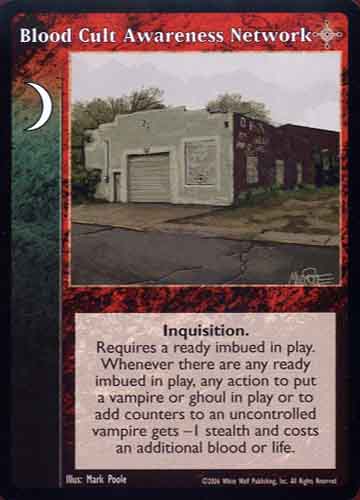 Blood Cult Awareness Network
Inquisition.
Requires a ready imbued in play.
Whenever there are any ready
imbued in play, any action to put
a vampire or ghoul in play or to
add counters to an uncontrolled
vampire gets –1 stealth and costs
an additional blood or life.
Illus: Mark Poole
©2006 White Wolf Publishing, Inc. All Rights Reserved.